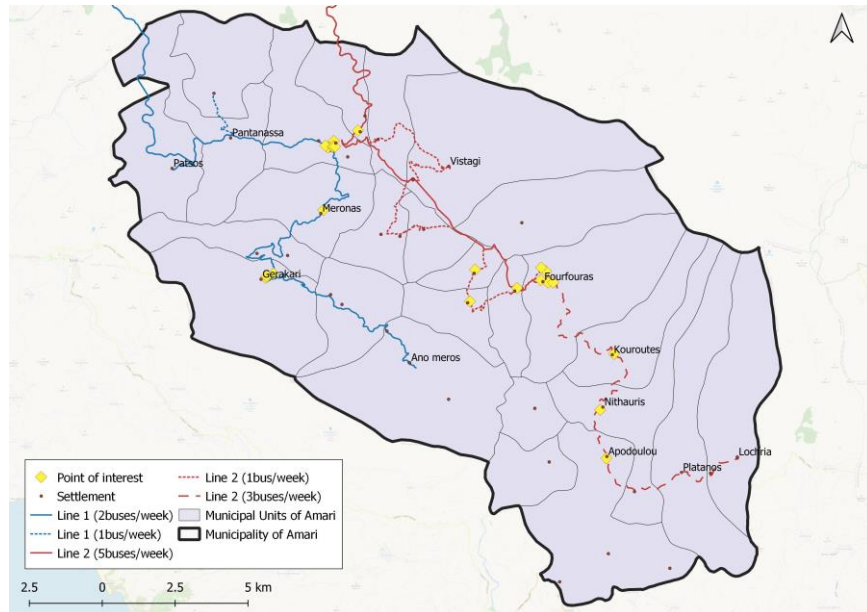 Pantanassa
Patsos
Vistagi
Meronas
Gerakari
Fourfouras
Ano meros
Kouroutes
Nithauris
Apodoulou
Lochria
Platanos
Point of interest
Settlement
Line 1 (2buses/week)
Line 1 (1bus/week)
Line 2 (5buses/week)
Line 2 (1bus/week)
Line 2 (3buses/week)
Municipal Units of Amari
Municipality of Amari
2.5 0 2.5 5 km